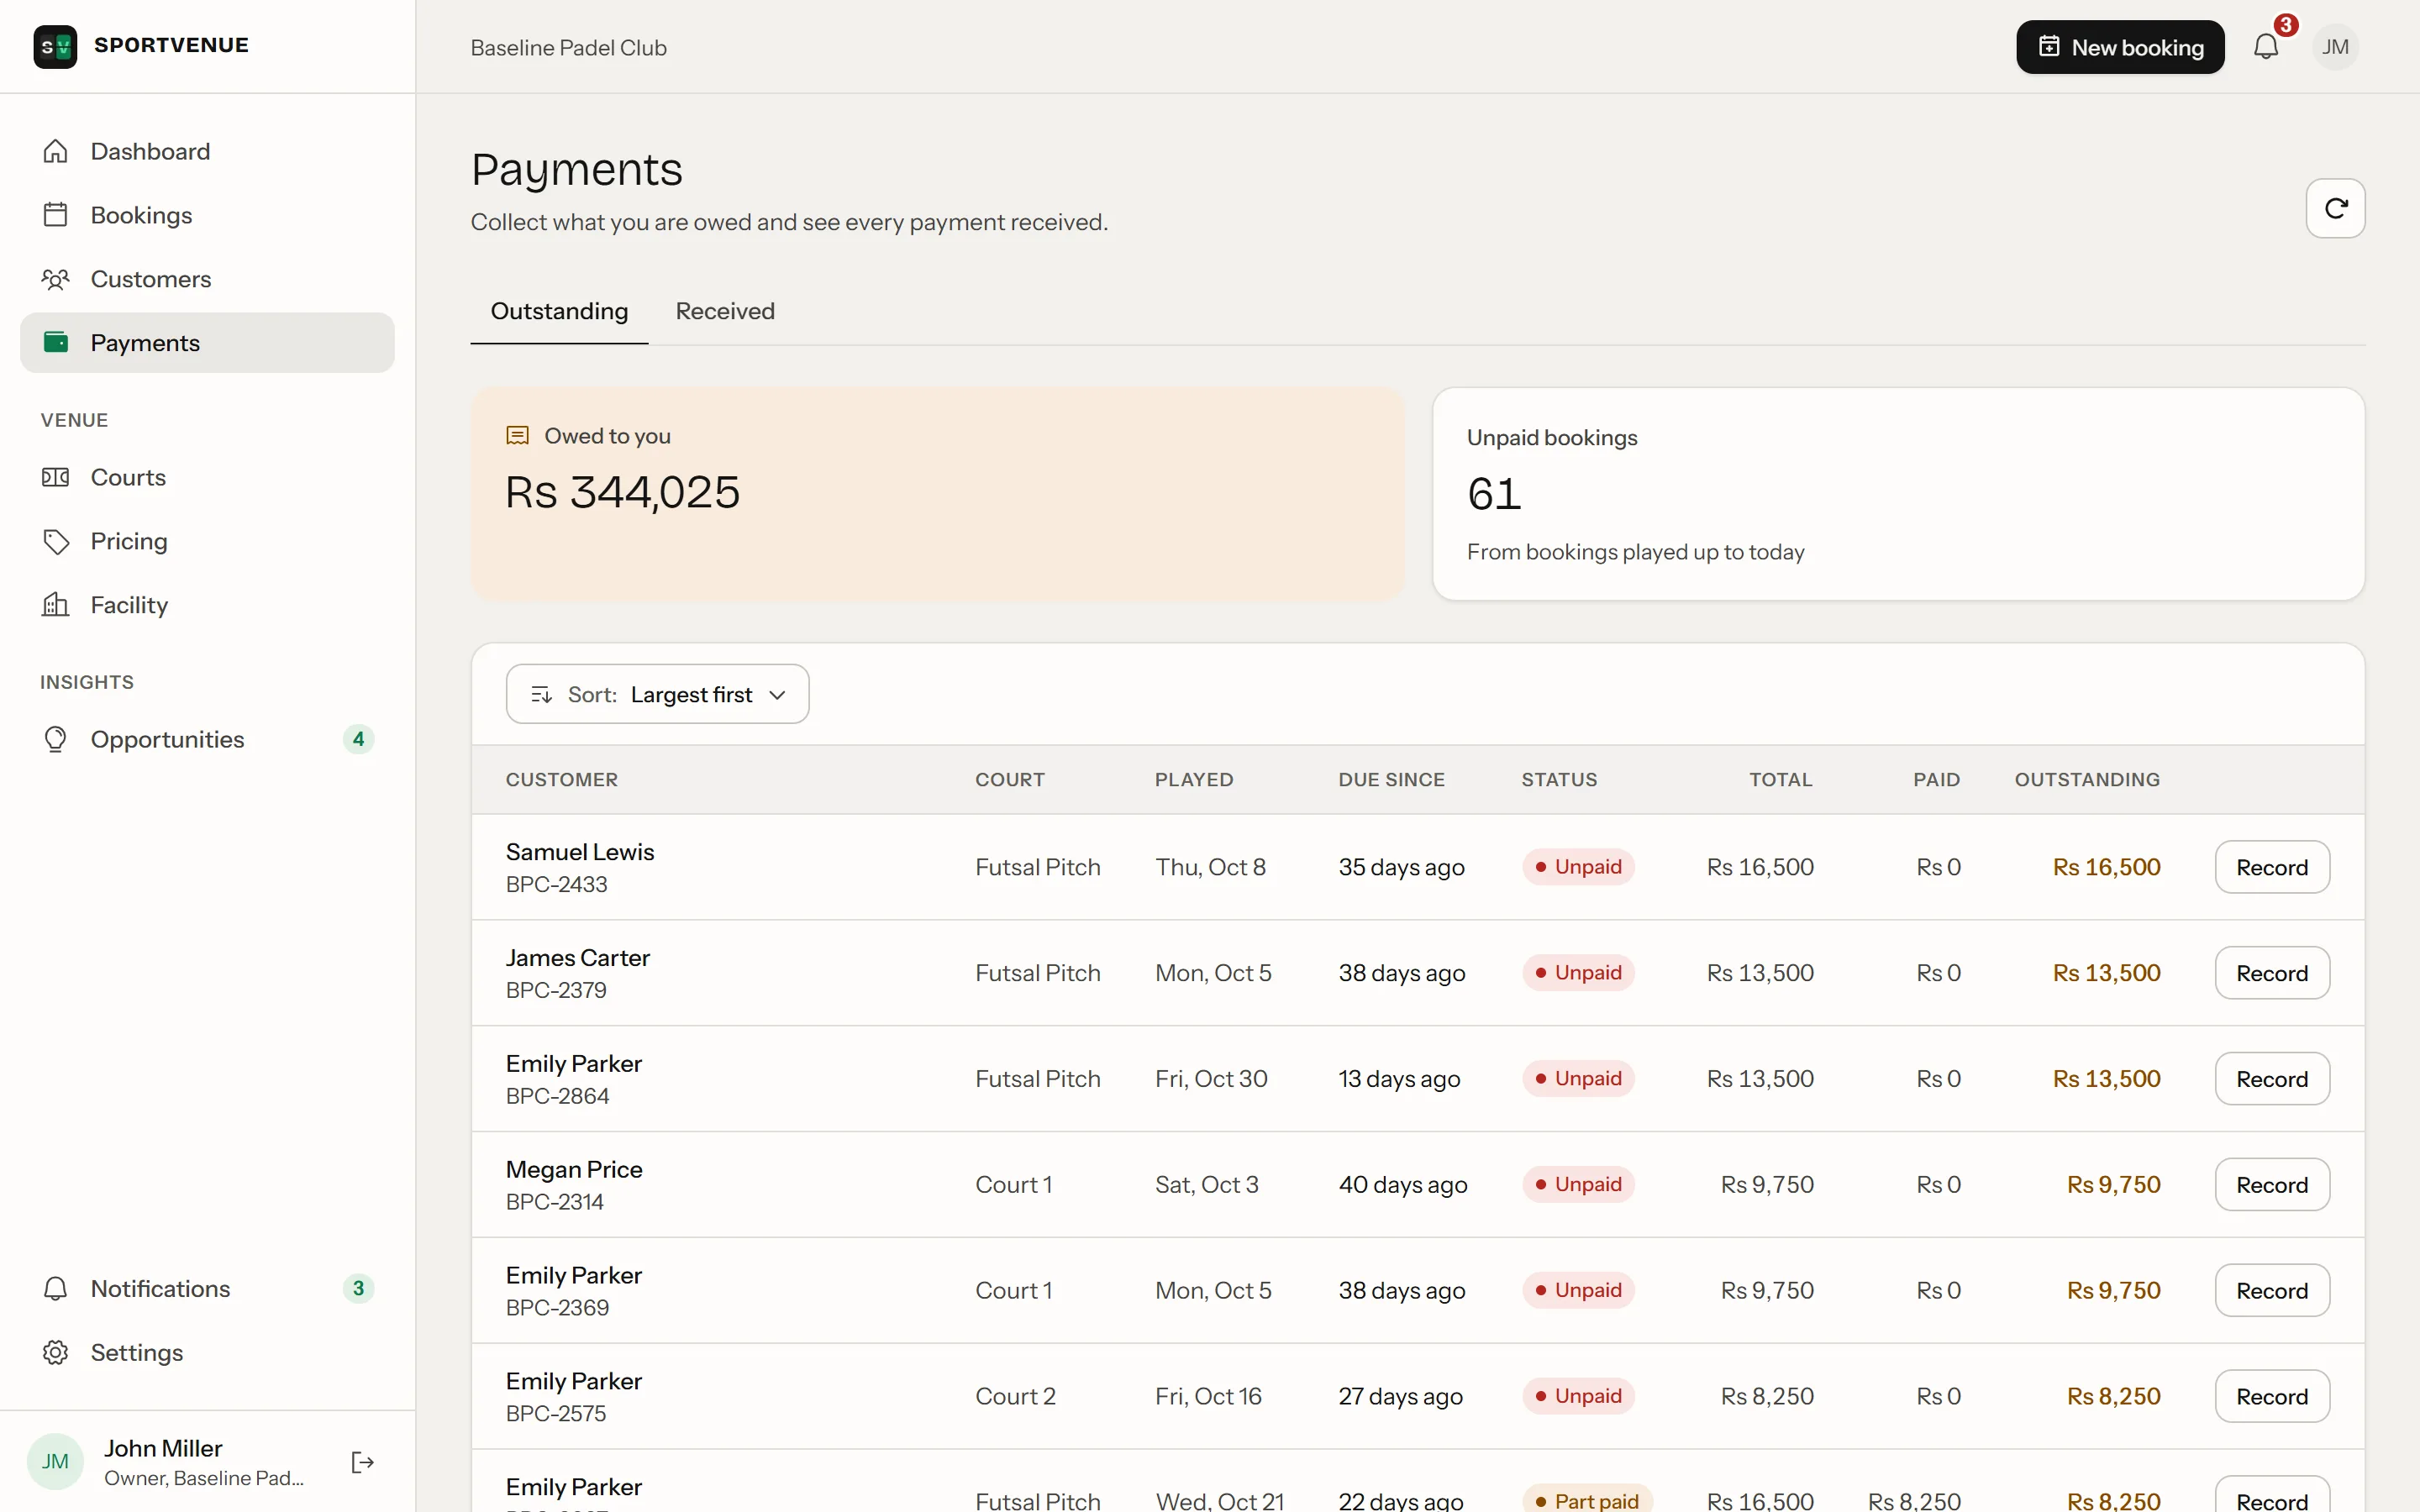 SV SPORTVENUE
Baseline Padel Club
New booking
3
JM
Dashboard
Bookings
Customers
Payments
VENUE
Courts
Pricing
Facility
INSIGHTS
Opportunities 4
Notifications 3
Settings
JM
John Miller
Owner, Baseline Pad...
Payments
Collect what you are owed and see every payment received.
Outstanding Received
Owed to you
Rs 344,025
Unpaid bookings
61
From bookings played up to today
Sort: Largest first
CUSTOMER COURT PLAYED DUE SINCE STATUS TOTAL PAID OUTSTANDING
Samuel Lewis
BPC-2433
Futsal Pitch Thu, Oct 8 35 days ago Unpaid Rs 16,500 Rs 0 Rs 16,500 Record
James Carter
BPC-2379
Futsal Pitch Mon, Oct 5 38 days ago Unpaid Rs 13,500 Rs 0 Rs 13,500 Record
Emily Parker
BPC-2864
Futsal Pitch Fri, Oct 30 13 days ago Unpaid Rs 13,500 Rs 0 Rs 13,500 Record
Megan Price
BPC-2314
Court 1 Sat, Oct 3 40 days ago Unpaid Rs 9,750 Rs 0 Rs 9,750 Record
Emily Parker
BPC-2369
Court 1 Mon, Oct 5 38 days ago Unpaid Rs 9,750 Rs 0 Rs 9,750 Record
Emily Parker
BPC-2575
Court 2 Fri, Oct 16 27 days ago Unpaid Rs 8,250 Rs 0 Rs 8,250 Record
Emily Parker
Futsal Pitch Wed, Oct 21 22 days ago Part paid Rs 16,500 Rs 8,250 Rs 8,250 Record